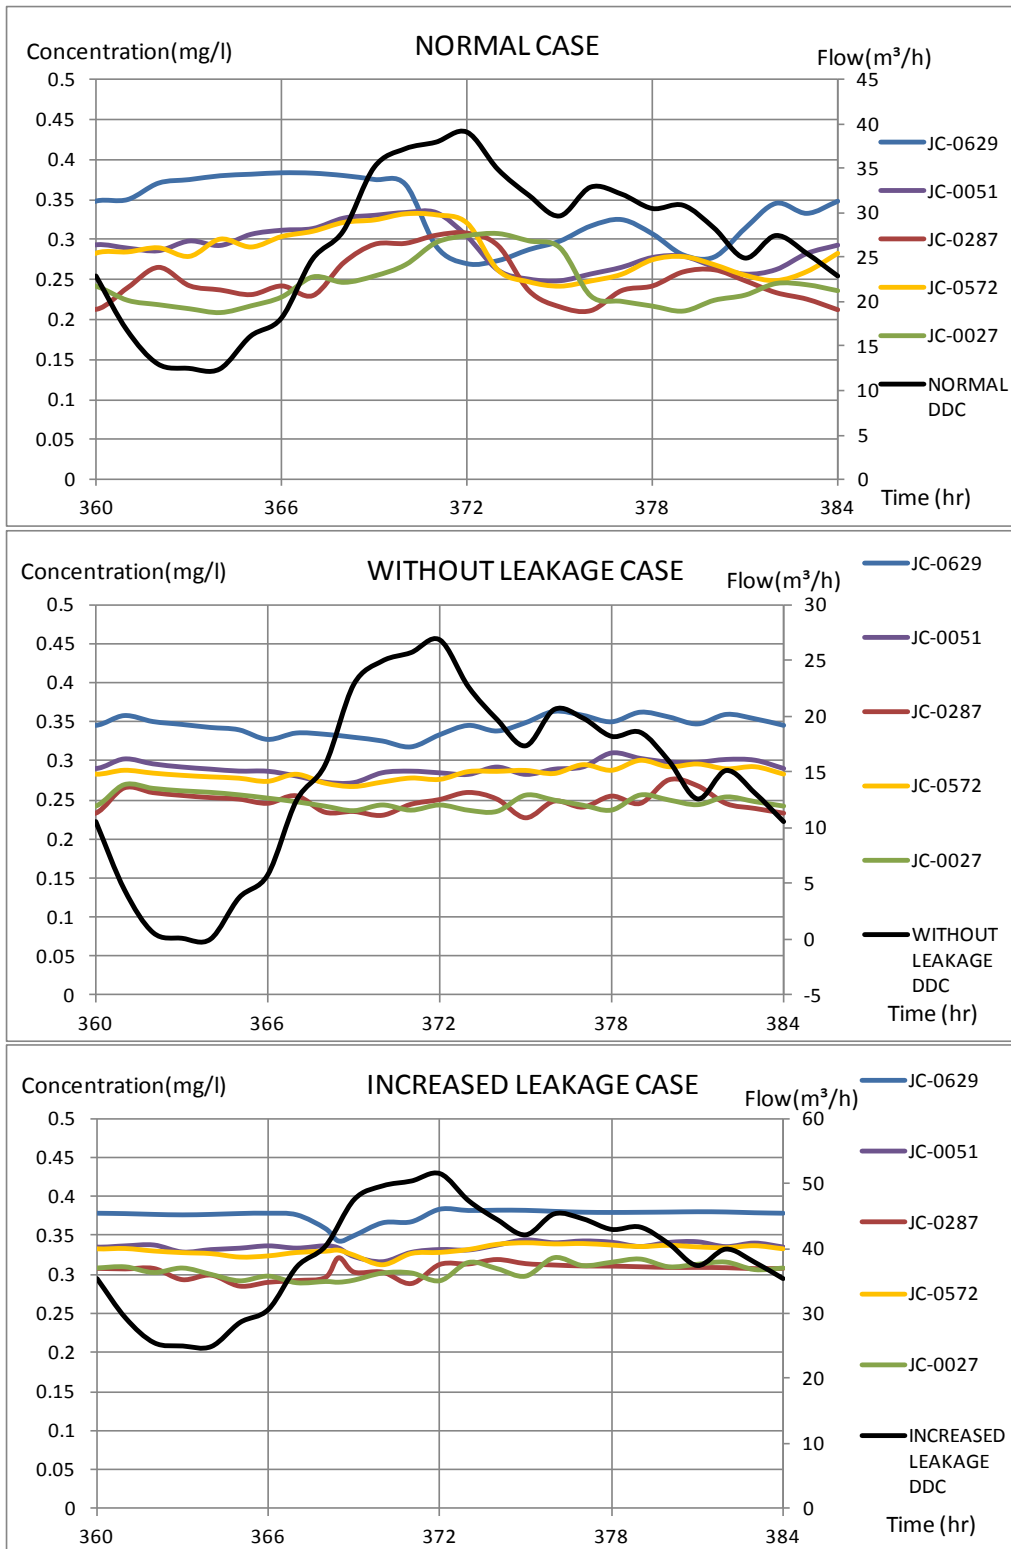 NORMAL CASE
Concentration(mg/l)
Flow(m³/h)
0.5
0.45
0.4
0.35
0.3
0.25
0.2
0.15
0.1
0.05
0
45
40
35
30
25
20
15
10
5
0
360
366
372
378
384
Time (hr)
JC-0629
JC-0051
JC-0287
JC-0572
JC-0027
NORMAL
DDC
WITHOUT LEAKAGE CASE
Concentration(mg/l)
Flow(m³/h)
0.5
0.45
0.4
0.35
0.3
0.25
0.2
0.15
0.1
0.05
0
30
25
20
15
10
5
0
-5
360
366
372
378
384
Time (hr)
JC-0629
JC-0051
JC-0287
JC-0572
JC-0027
WITHOUT
LEAKAGE
DDC
INCREASED LEAKAGE CASE
Concentration(mg/l)
Flow(m³/h)
0.5
0.45
0.4
0.35
0.3
0.25
0.2
0.15
0.1
0.05
0
60
50
40
30
20
10
0
360
366
372
378
384
Time (hr)
JC-0629
JC-0051
JC-0287
JC-0572
JC-0027
INCREASED
LEAKAGE
DDC